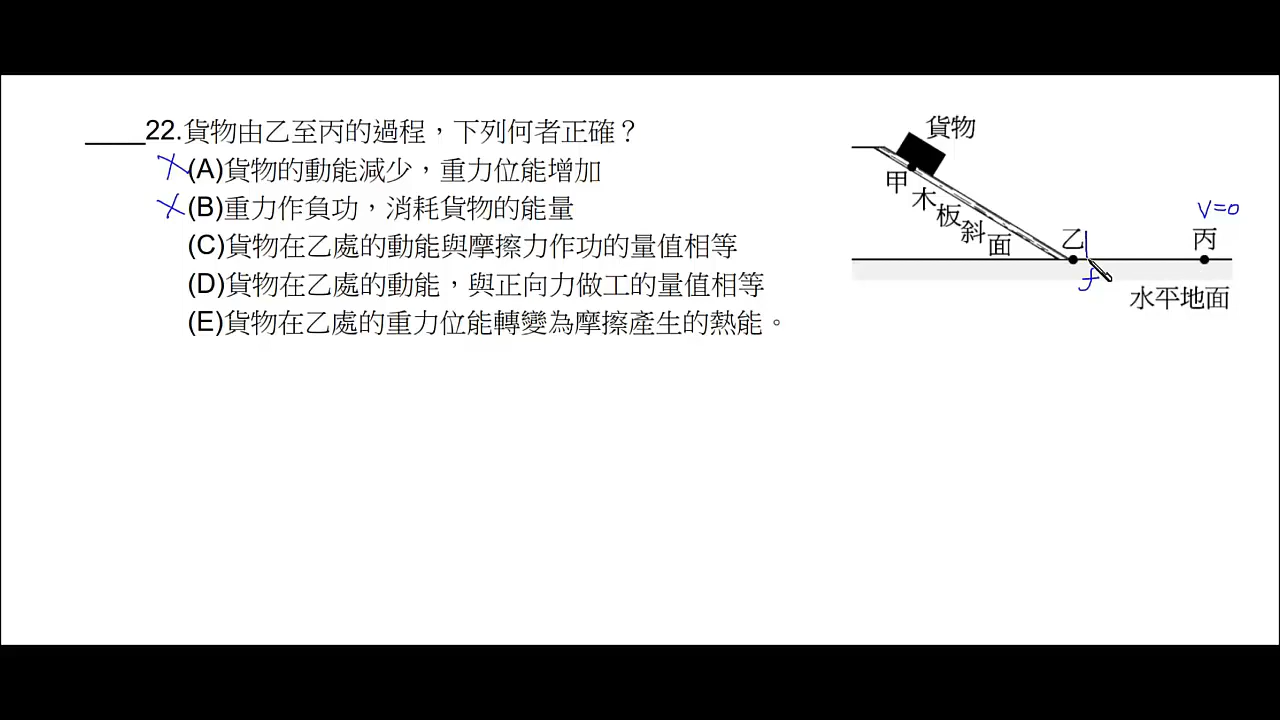 ____22.貨物由乙至丙的過程，下列何者正確？
(A)貨物的動能減少，重力位能增加
(B)重力作負功，消耗貨物的能量
(C)貨物在乙處的動能與摩擦力作功的量值相等
(D)貨物在乙處的動能，與正向力做工的量值相等
(E)貨物在乙處的重力位能轉變為摩擦產生的熱能。
貨物
甲
木板斜面
乙
V=0
丙
f
水平地面